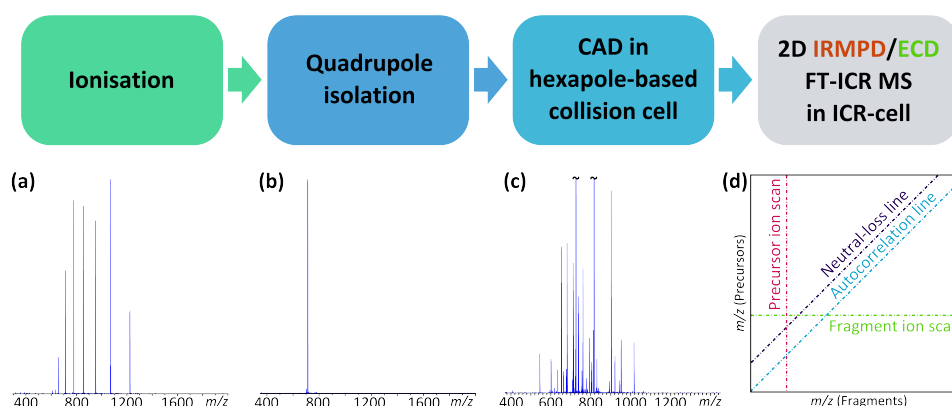 Ionisation
Quadrupole
isolation
CAD in
hexapole-based
collision cell
2D IRMPD/ECD
FT-ICR MS
in ICR-cell
(a)
400 800 1200 1600 m/z
(b)
400 800 1200 1600 m/z
(c)
400 600 800 1000 1200 1400 m/z
~ ~
(d)
m/z (Precursors)
Precursor ion scan
Neutral-loss line
Autocorrelation line
Fragment ion sca
m/z (Fragments)